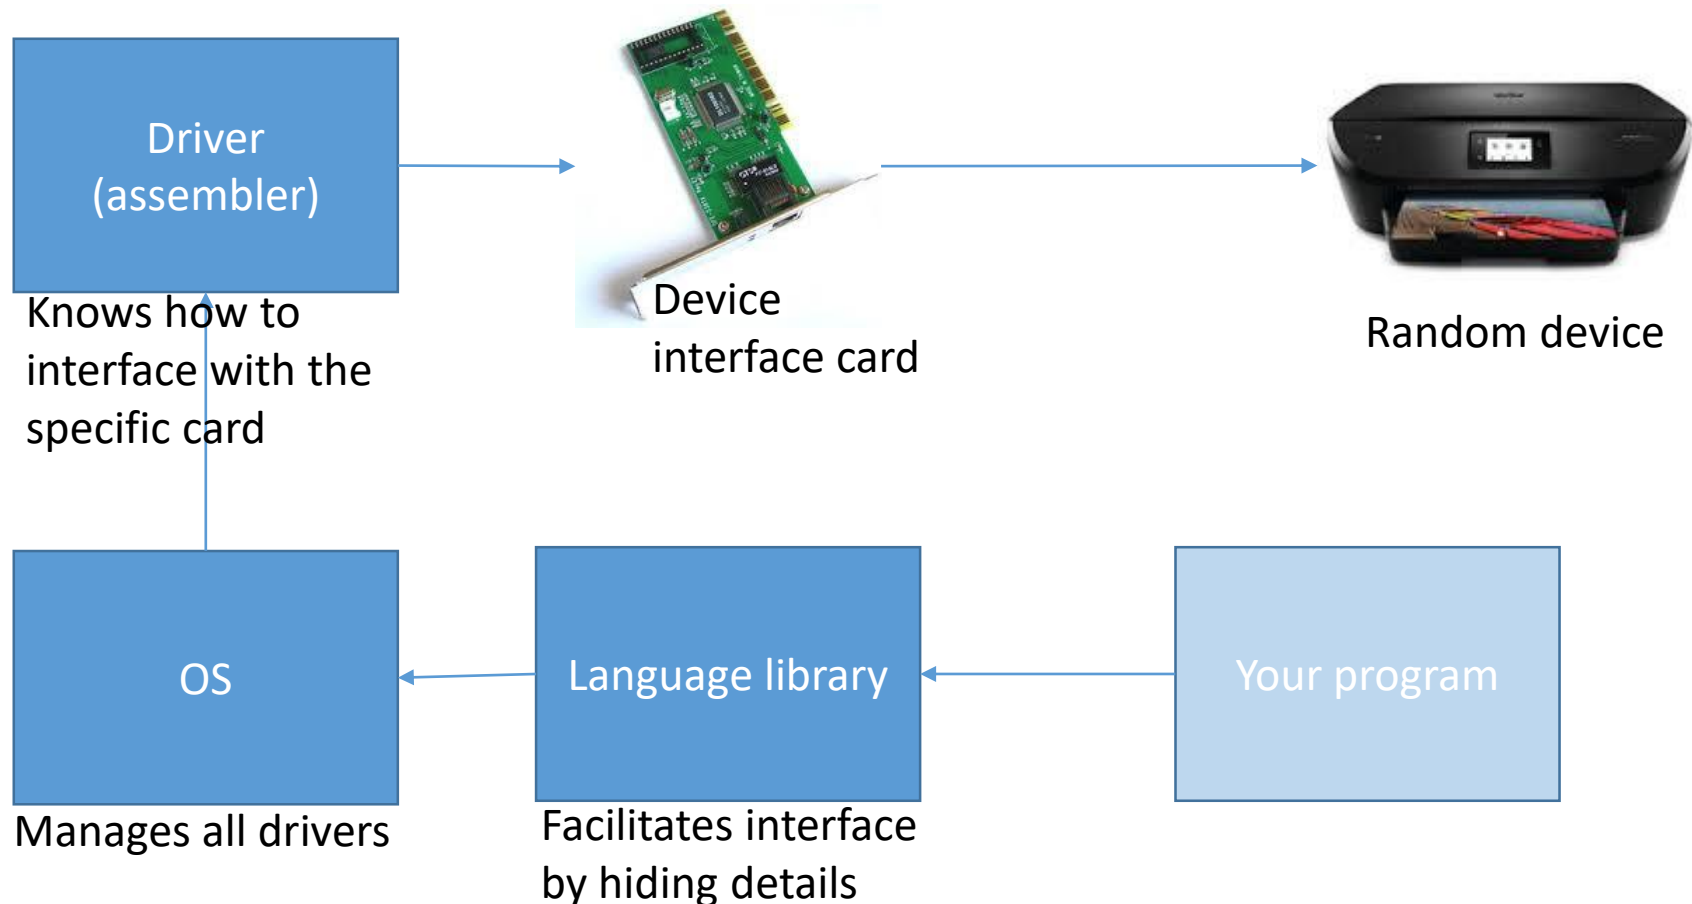 Driver
(assembler)
Knows how to
interface with the
specific card
Device
interface card
Random device
OS
Manages all drivers
Language library
Facilitates interface
by hiding details
Your program